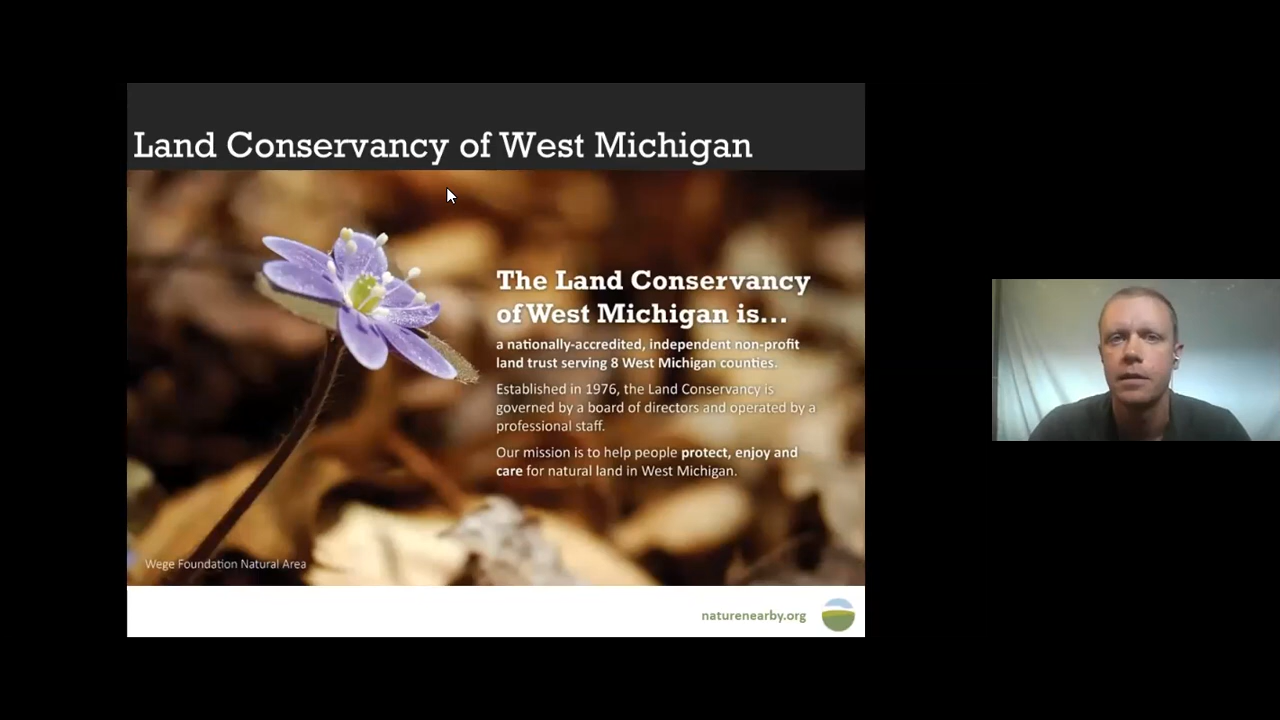 Land Conservancy of West Michigan
The Land Conservancy
of West Michigan is...
a nationally-accredited, independent non-profit
land trust serving 8 West Michigan counties.
Established in 1976, the Land Conservancy is
governed by a board of directors and operated by a
professional staff.
Our mission is to help people protect, enjoy and
care for natural land in West Michigan.
Wege Foundation Natural Area
naturenearby.org